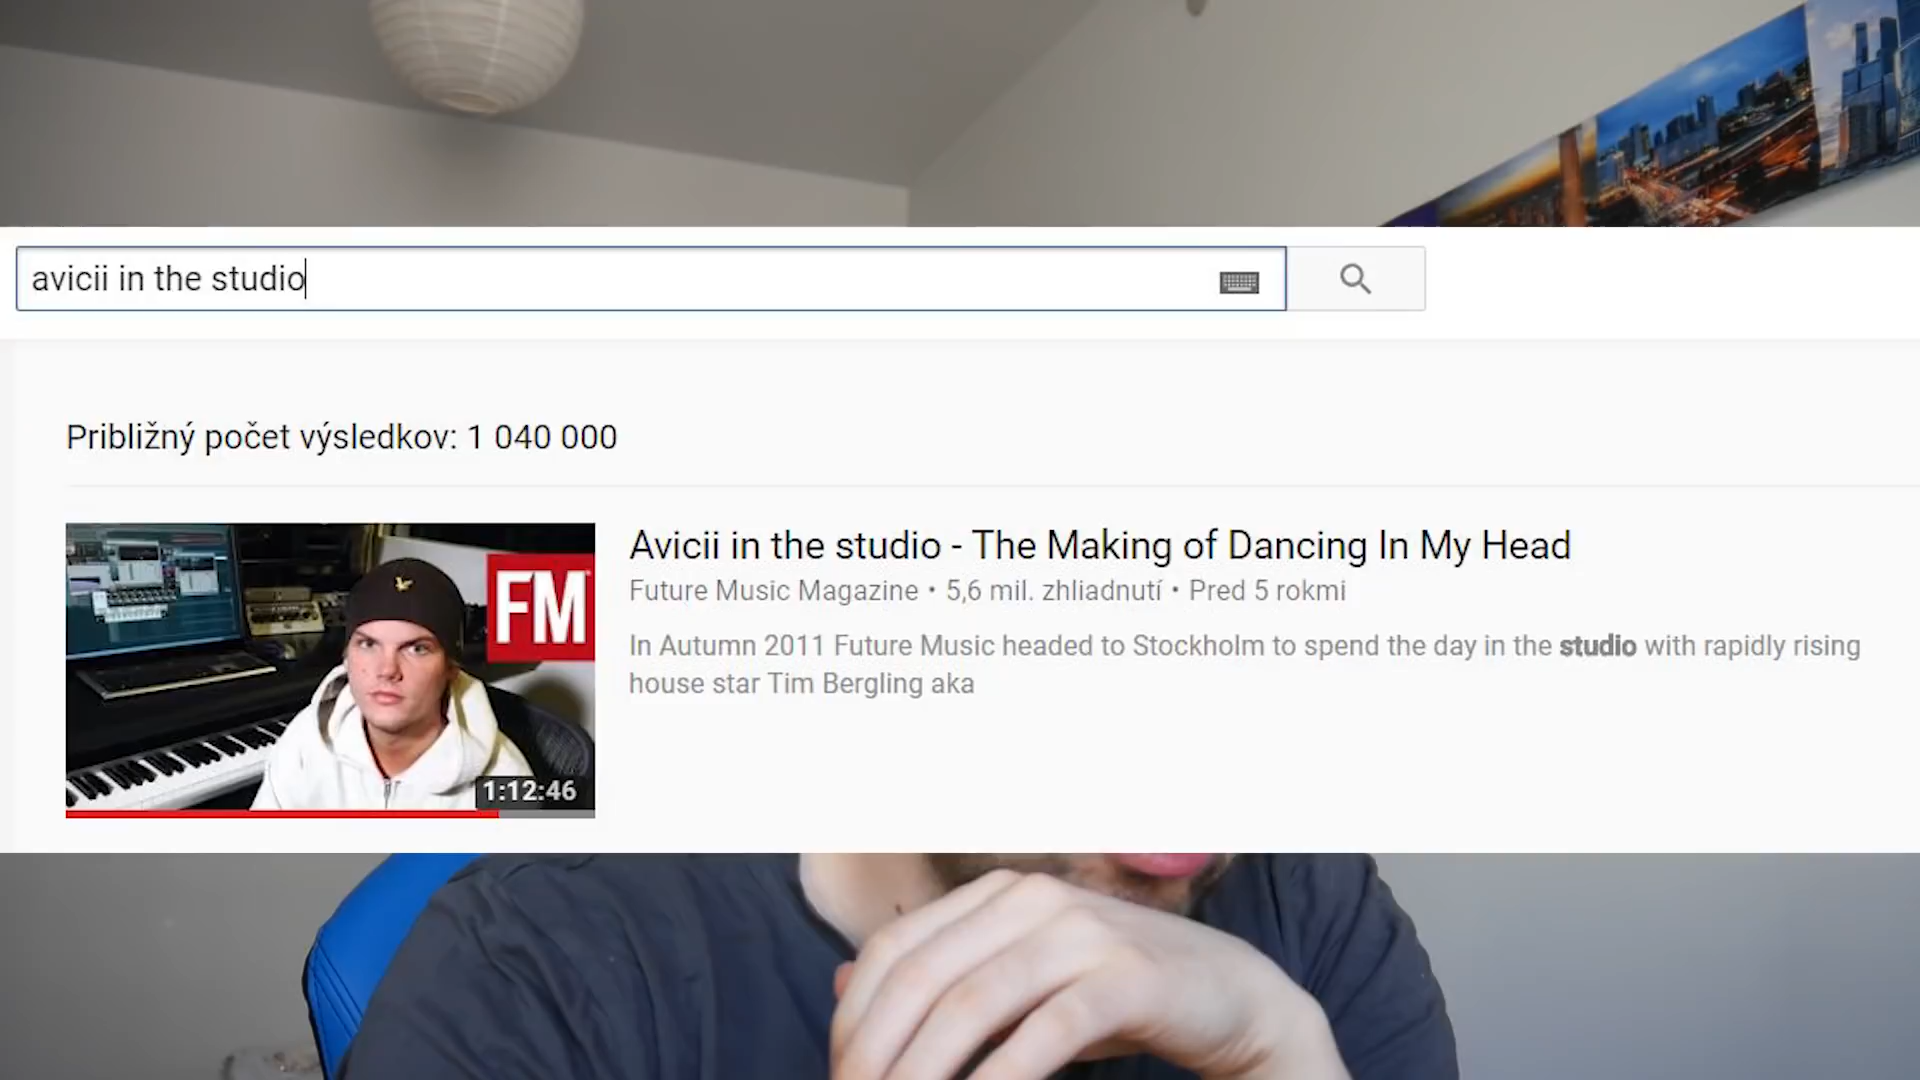 avicii in the studio
Približný počet výsledkov: 1 040 000
FM
1:12:46
Avicii in the studio - The Making of Dancing In My Head
Future Music Magazine • 5,6 mil. zhliadnutí • Pred 5 rokmi
In Autumn 2011 Future Music headed to Stockholm to spend the day in the studio with rapidly rising
house star Tim Bergling aka